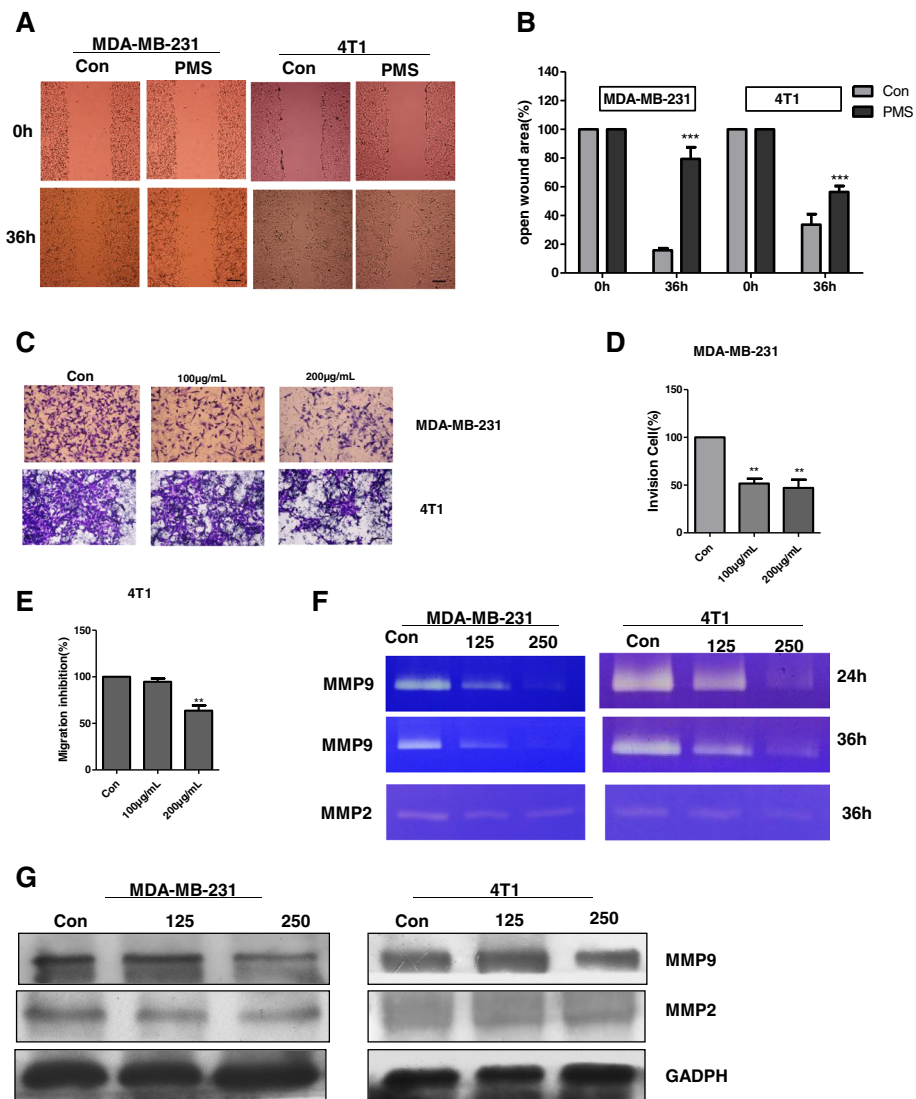 A
MDA-MB-231
4T1
Con
PMS
Con
PMS
0h
36h
B
140
120
100
80
60
40
20
0
open wound area(%)
MDA-MB-231
4T1
Con
PMS
***
***
0h
36h
0h
36h
C
Con
100µg/mL
200µg/mL
MDA-MB-231
4T1
D
MDA-MB-231
150
100
50
0
Invision Cell(%)
**
**
Con
100µg/mL
200µg/mL
E
4T1
150
100
50
0
Migration inhibition(%)
**
Con
100µg/mL
200µg/mL
F
MDA-MB-231
4T1
Con
125
250
Con
125
250
MMP9
24h
MMP9
36h
MMP2
36h
G
MDA-MB-231
4T1
Con
125
250
Con
125
250
MMP9
MMP2
GADPH